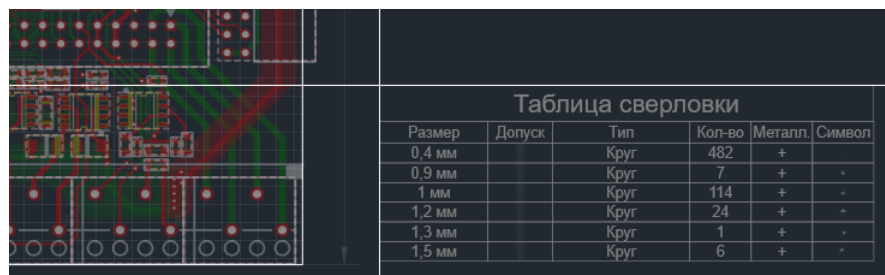 Таблица сверловки
Размер Допуск Тип Кол-во Металл. Символ
0,4 мм Круг 482 +
0,9 мм Круг 7 +
1 мм Круг 114 +
1,2 мм Круг 24 +
1,3 мм Круг 1 +
1,5 мм Круг 6 +